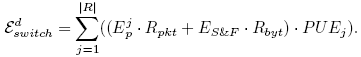 $\mathcal{E}^{d}_{switch} = \sum_{j=1}^{|R|} ((E^{j}_{p} \cdot R_{pkt} + E_{S\&F} \cdot R_{byt}) \cdot PUE_{j}).$